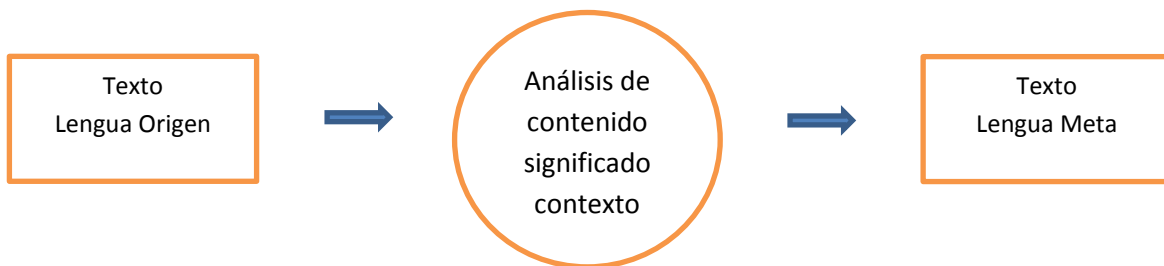 Texto
Lengua Origen
Análisis de
contenido
significado
contexto
Texto
Lengua Meta